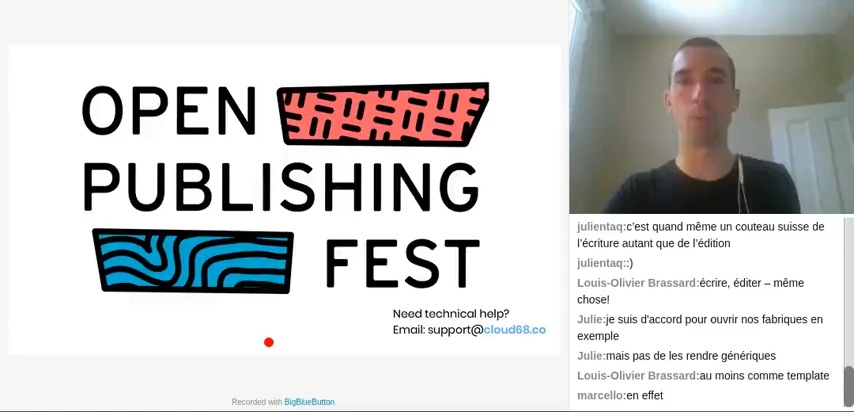 OPEN
PUBLISHING
FEST
Need technical help?
Email: support@cloud68.co
Recorded with BigBlueButton.
julientaq:c'est quand même un couteau suisse de
l'écriture autant que de l'édition
julientaq::)
Louis-Olivier Brassard:écrire, éditer – même
chose!
Julie:je suis d'accord pour ouvrir nos fabriques en
exemple
Julie:mais pas de les rendre génériques
Louis-Olivier Brassard:au moins comme template
marcello:en effet